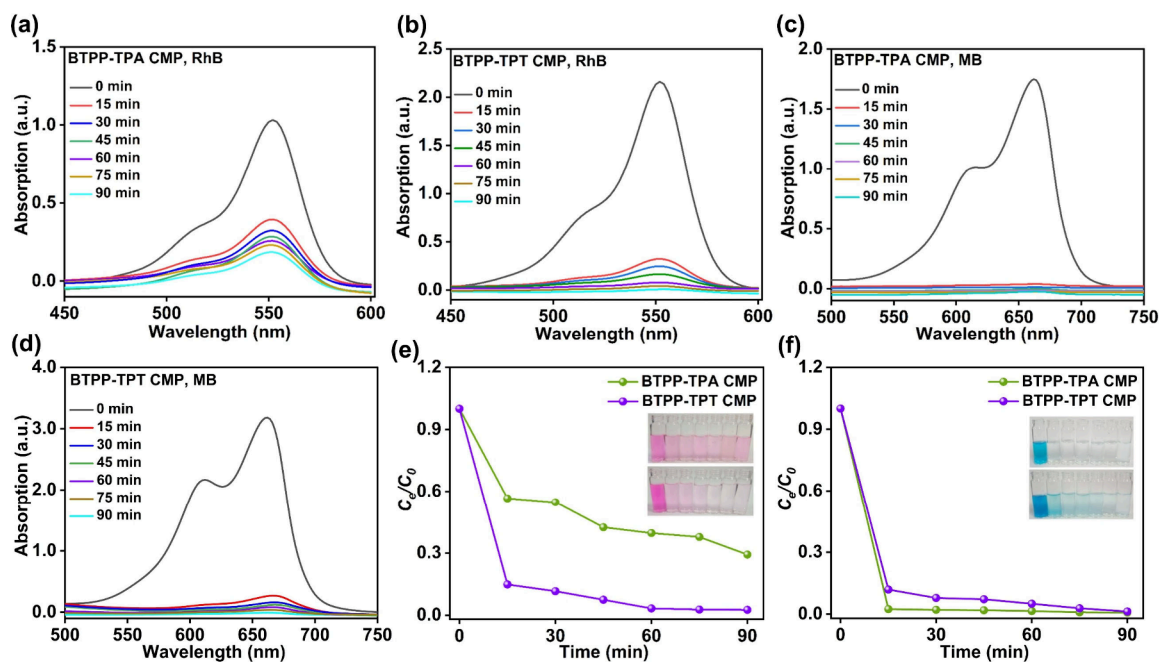 (a)
BTPP-TPA CMP, RhB
0 min
15 min
30 min
45 min
60 min
75 min
90 min
1.5
1.0
0.5
0.0
Absorption (a.u.)
450 500 550 600
Wavelength (nm)
(b)
BTPP-TPT CMP, RhB
0 min
15 min
30 min
45 min
60 min
75 min
90 min
2.5
2.0
1.5
1.0
0.5
0.0
Absorption (a.u.)
450 500 550 600
Wavelength (nm)
(c)
BTPP-TPA CMP, MB
0 min
15 min
30 min
45 min
60 min
75 min
90 min
2.0
1.5
1.0
0.5
0.0
Absorption (a.u.)
500 550 600 650 700 750
Wavelength (nm)
(d)
BTPP-TPT CMP, MB
0 min
15 min
30 min
45 min
60 min
75 min
90 min
4.0
3.0
2.0
1.0
0.0
Absorption (a.u.)
500 550 600 650 700 750
Wavelength (nm)
(e)
BTPP-TPA CMP
BTPP-TPT CMP
1.2
0.9
0.6
0.3
0.0
Ce/C0
0 30 60 90
Time (min)
(f)
BTPP-TPA CMP
BTPP-TPT CMP
1.2
0.9
0.6
0.3
0.0
Ce/C0
0 30 60 90
Time (min)